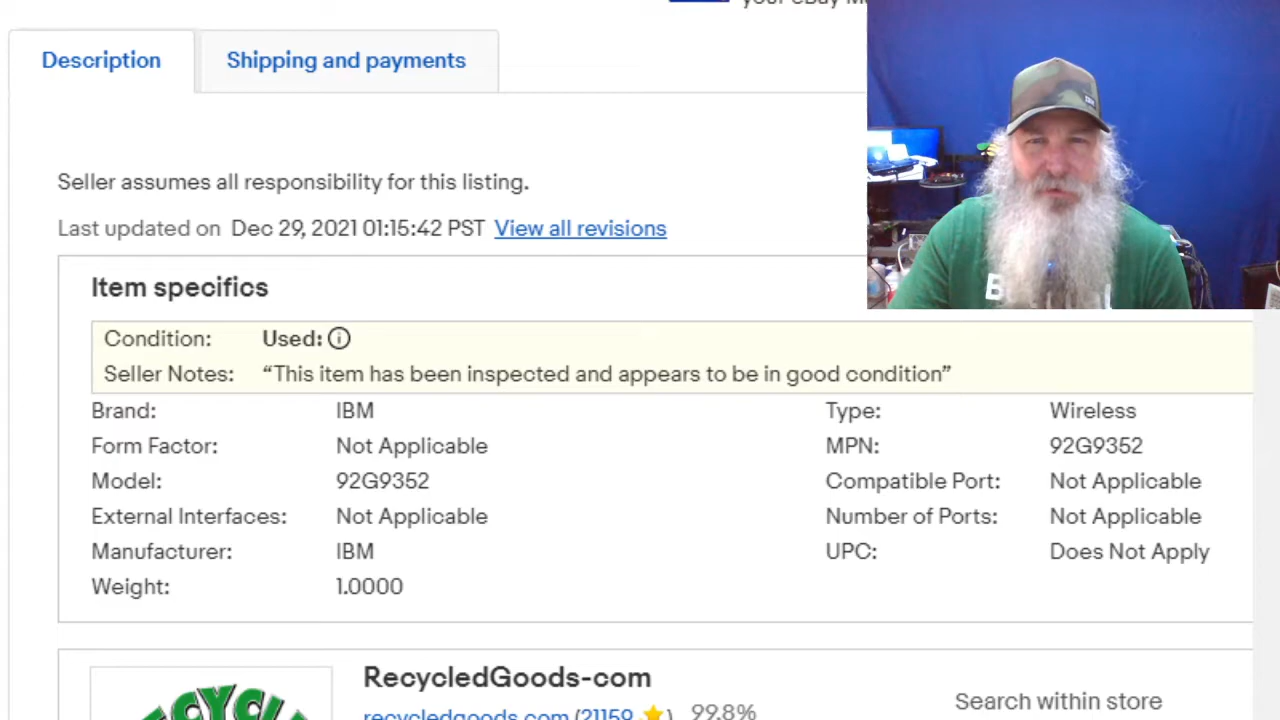 Description
Shipping and payments
Seller assumes all responsibility for this listing.
Last updated on Dec 29, 2021 01:15:42 PST View all revisions
Item specifics
Condition: Used:
Seller Notes: “This item has been inspected and appears to be in good condition”
Brand: IBM Type: Wireless
Form Factor: Not Applicable MPN: 92G9352
Model: 92G9352 Compatible Port: Not Applicable
External Interfaces: Not Applicable Number of Ports: Not Applicable
Manufacturer: IBM UPC: Does Not Apply
Weight: 1.0000
RecycledGoods-com
Search within store
recycledgoods.com (21159 ) 99.8%